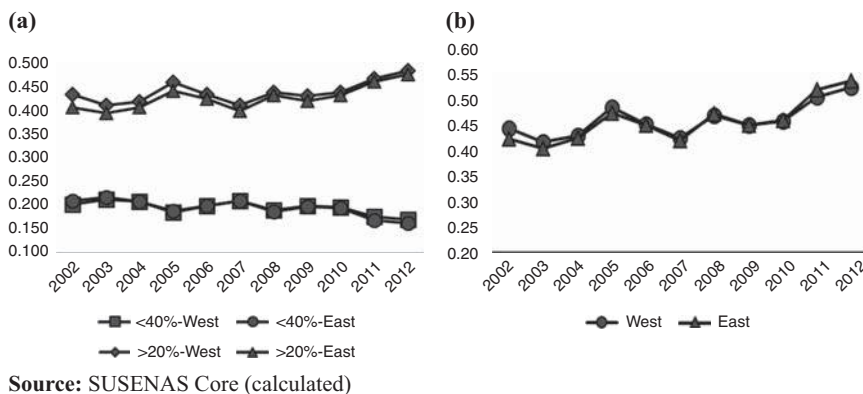 (a)
0.500
0.450
0.400
0.350
0.300
0.250
0.200
0.150
0.100
2002 2003 2004 2005 2006 2007 2008 2009 2010 2011 2012
<40%-West <40%-East
>20%-West >20%-East
(b)
0.60
0.55
0.50
0.45
0.40
0.35
0.30
0.25
0.20
2002 2003 2004 2005 2006 2007 2008 2009 2010 2011 2012
West East
Source: SUSENAS Core (calculated)